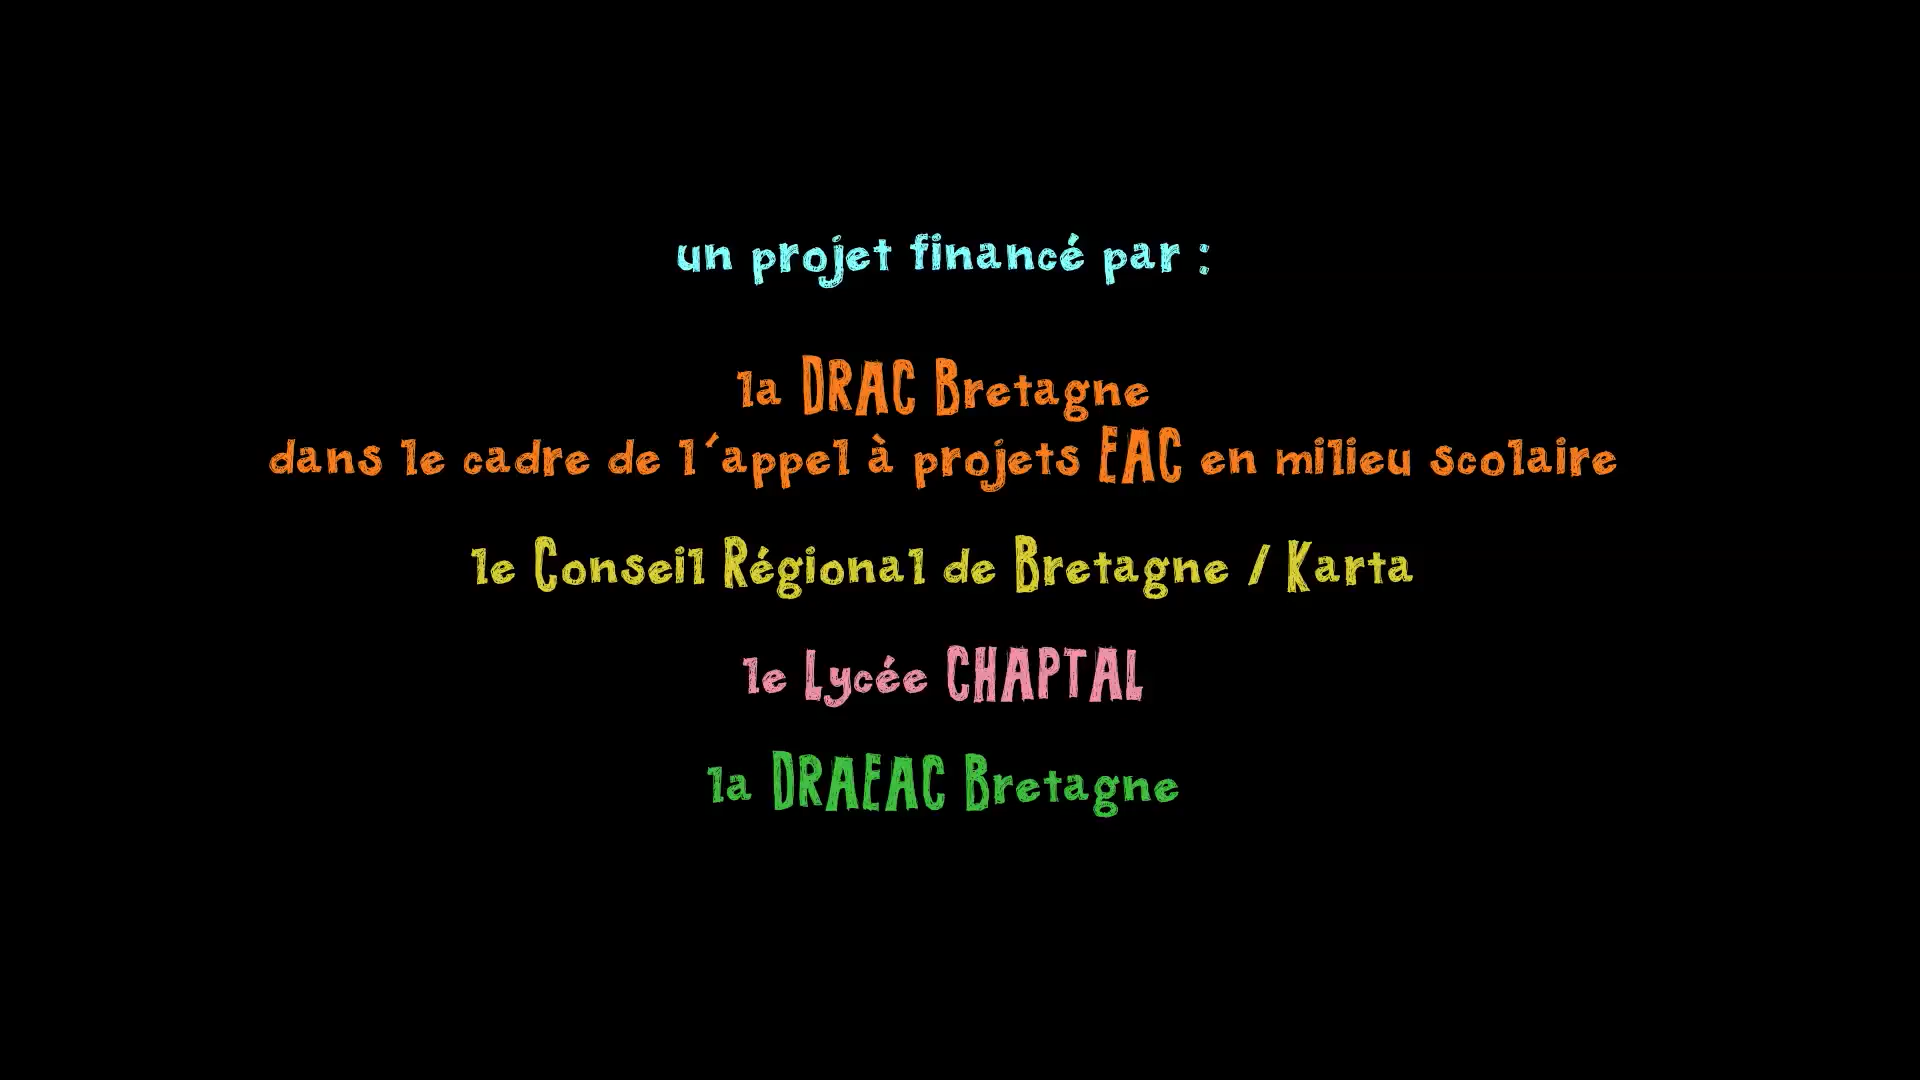 un projet financé par :
la DRAC Bretagne
dans le cadre de l'appel à projets EAC en milieu scolaire
le Conseil Régional de Bretagne / Karta
le Lycée CHAPTAL
la DRAEAC Bretagne